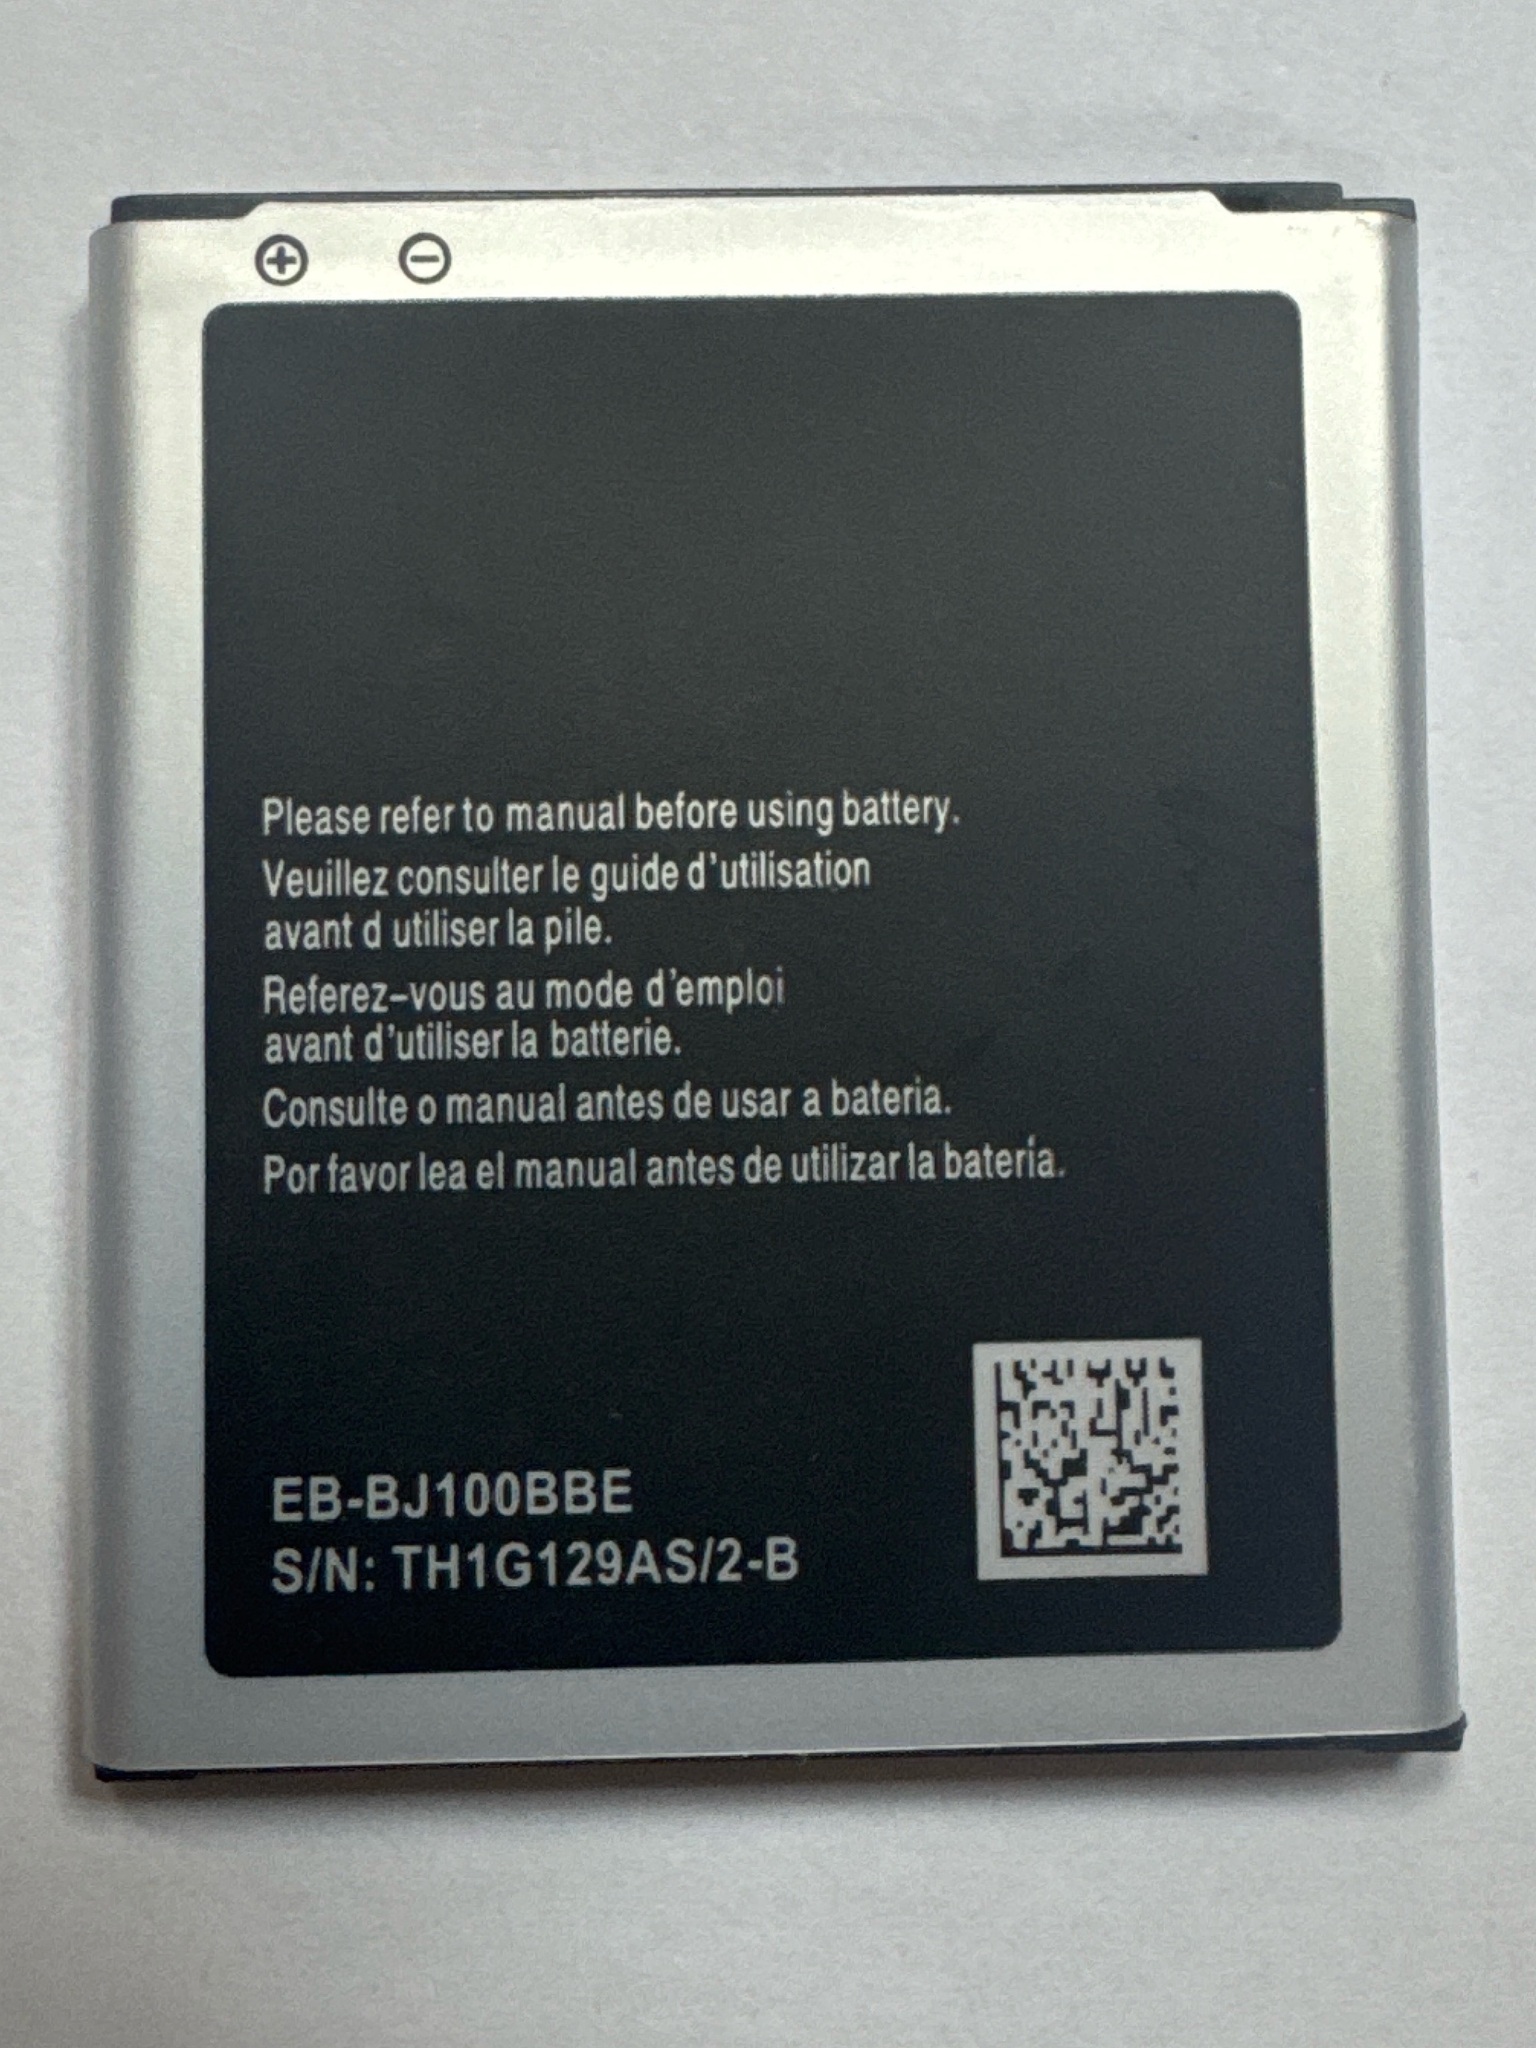 Please refer to manual before using battery.
Veuillez consulter le guide d'utilisation
avant d utiliser la pile.
Referez-vous au mode d'emploi
avant d'utiliser la batterie.
Consulte o manual antes de usar a bateria.
Por favor lea el manual antes de utilizar la batería.
EB-BJ100BBE
S/N: TH1G129AS/2-B